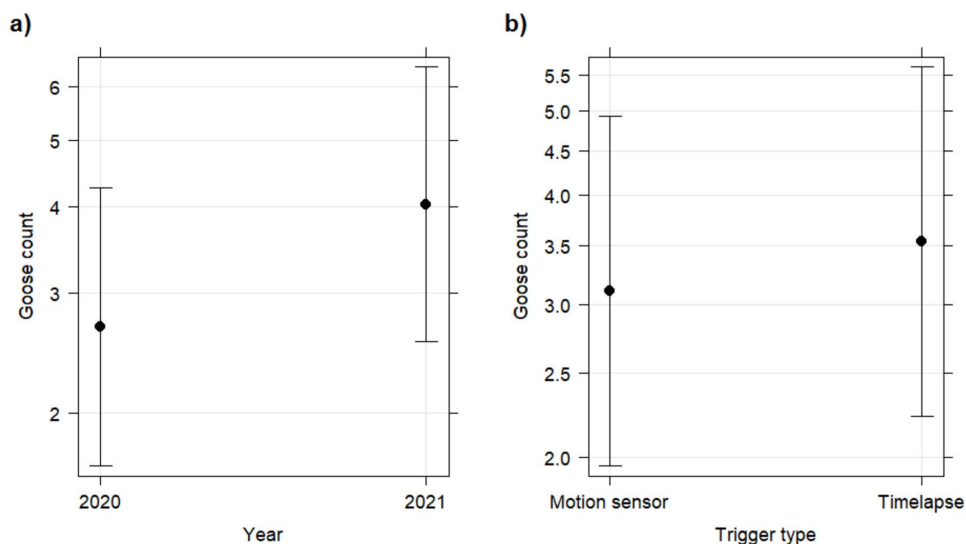 a)
6
5
4
3
2
Goose count
2020
2021
Year
b)
5.5
5.0
4.5
4.0
3.5
3.0
2.5
2.0
Goose count
Motion sensor
Timelapse
Trigger type